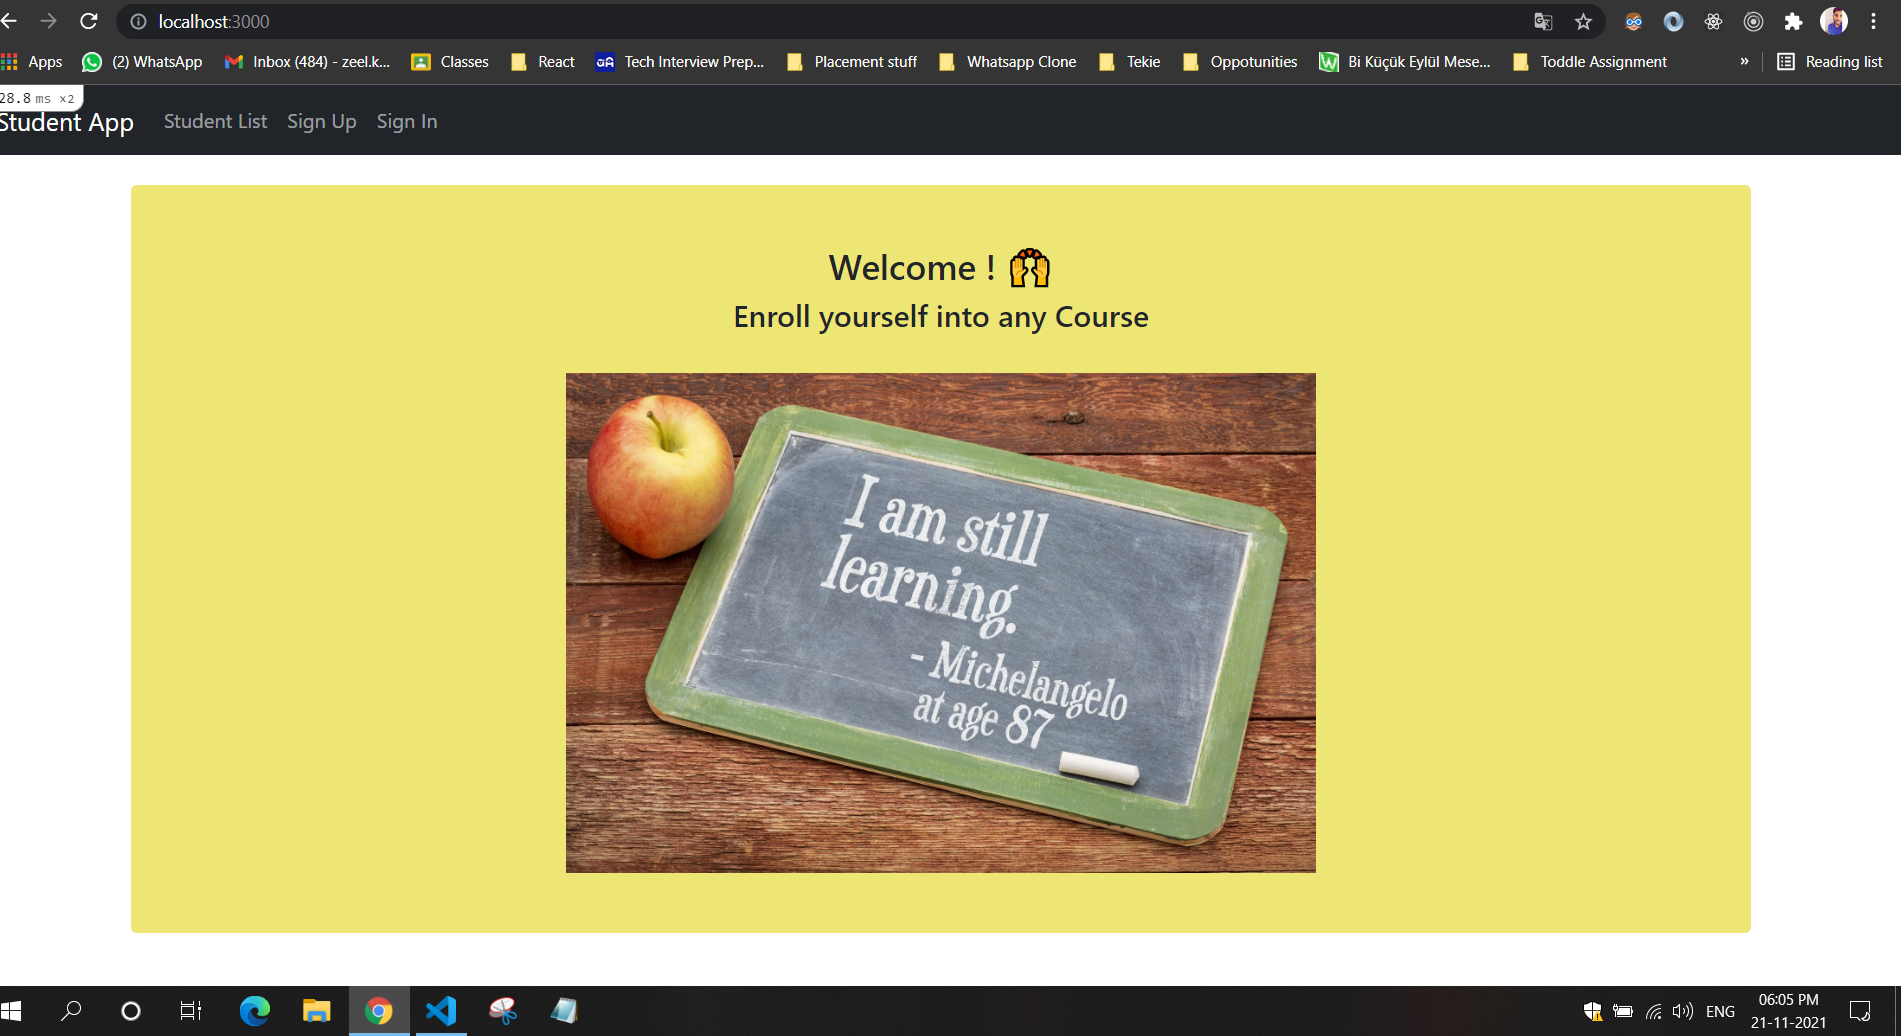 localhost:3000
Apps
(2) WhatsApp
Inbox (484) - zeel.k...
Classes
React
Tech Interview Prep...
Placement stuff
Whatsapp Clone
Tekie
Oppotunities
Bi Küçük Eylül Mese...
Toddle Assignment
»
Reading list
28.8 ms ×2
Student App
Student List
Sign Up
Sign In
Welcome ! 🙌
Enroll yourself into any Course
I am still
learning.
- Michelangelo
at age 87
ENG
06:05 PM
21-11-2021